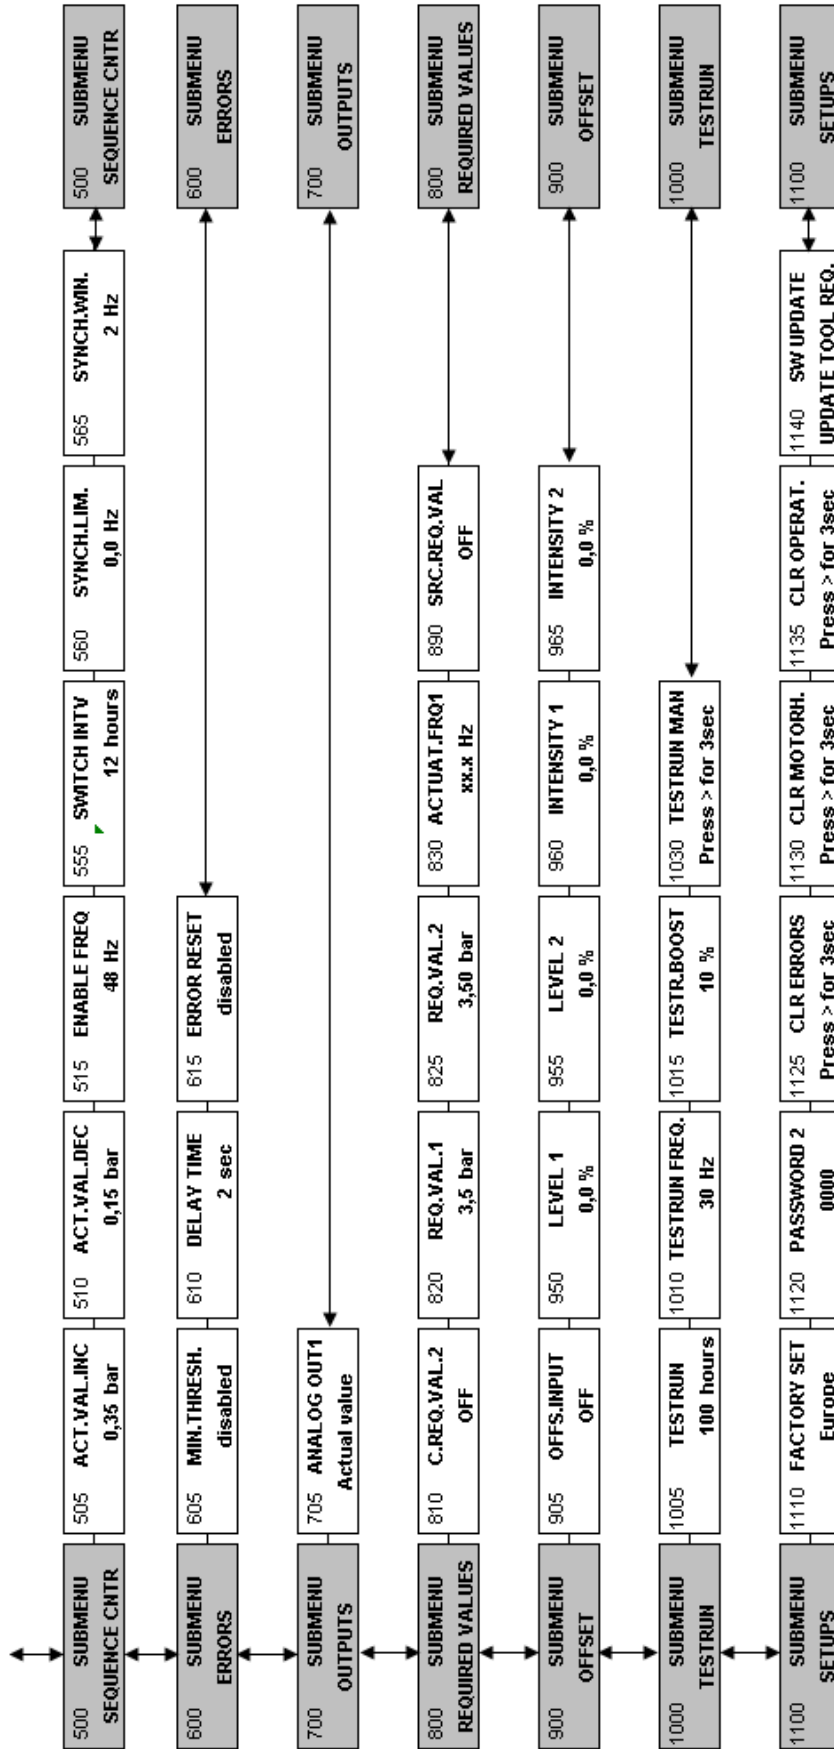 500 SUBMENU
SEQUENCE CNTR
505 ACT.VAL.INC
0,35 bar
510 ACT.VAL.DEC
0,15 bar
515 ENABLE FREQ
48 Hz
555 SWITCH INTV
12 hours
560 SYNCH.LIM.
0,0 Hz
565 SYNCH.WIN.
2 Hz
500 SUBMENU
SEQUENCE CNTR
600 SUBMENU
ERRORS
605 MIN.THRESH.
disabled
610 DELAY TIME
2 sec
615 ERROR RESET
disabled
600 SUBMENU
ERRORS
700 SUBMENU
OUTPUTS
705 ANALOG OUT1
Actual value
700 SUBMENU
OUTPUTS
800 SUBMENU
REQUIRED VALUES
810 C.REQ.VAL.2
OFF
820 REQ.VAL.1
3,5 bar
825 REQ.VAL.2
3,50 bar
830 ACTUAT.FRQ1
xx.x Hz
890 SRC.REQ.VAL
OFF
800 SUBMENU
REQUIRED VALUES
900 SUBMENU
OFFSET
905 OFFS.INPUT
OFF
950 LEVEL 1
0,0 %
955 LEVEL 2
0,0 %
960 INTENSITY 1
0,0 %
965 INTENSITY 2
0,0 %
900 SUBMENU
OFFSET
1000 SUBMENU
TESTRUN
1005 TESTRUN
100 hours
1010 TESTRUN FREQ.
30 Hz
1015 TESTR.BOOST
10 %
1030 TESTRUN MAN
Press > for 3sec
1000 SUBMENU
TESTRUN
1100 SUBMENU
SETUPS
1110 FACTORY SET
Europe
1120 PASSWORD 2
0000
1125 CLR ERRORS
Press > for 3sec
1130 CLR MOTORH.
Press > for 3sec
1135 CLR OPERAT.
Press > for 3sec
1140 SW UPDATE
UPDATE TOOL REQ.
1100 SUBMENU
SETUPS